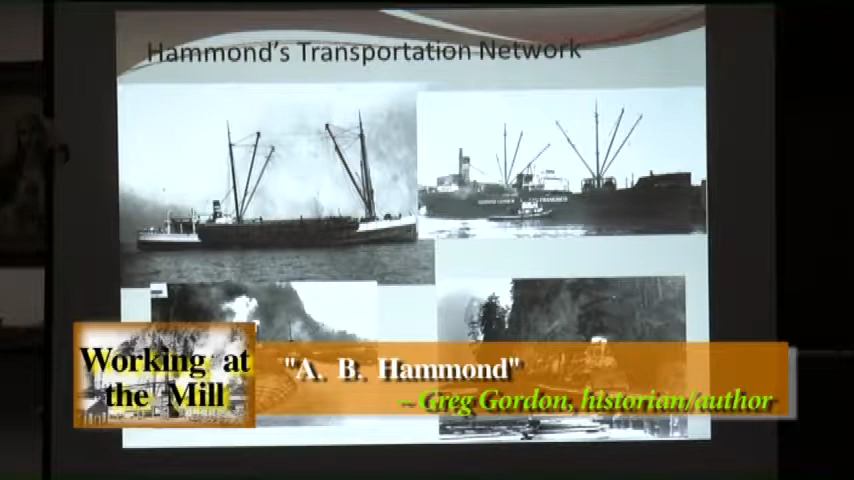 Hammond's Transportation Network
Working at
the Mill
"A. B. Hammond"
– Greg Gordon, historian/author